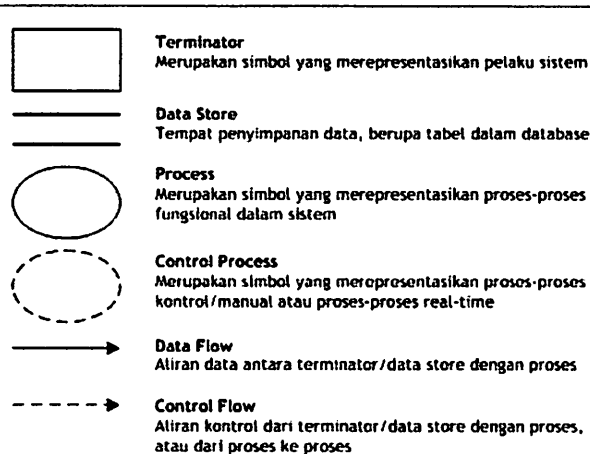 Terminator
Merupakan simbol yang merepresentasikan pelaku sistem
Data Store
Tempat penyimpanan data, berupa tabel dalam database
Process
Merupakan simbol yang merepresentasikan proses-proses
fungsional dalam sistem
Control Process
Merupakan simbol yang merepresentasikan proses-proses
kontrol/manual atau proses-proses real-time
Data Flow
Aliran data antara terminator/data store dengan proses
Control Flow
Aliran kontrol dari terminator/data store dengan proses,
atau dari proses ke proses